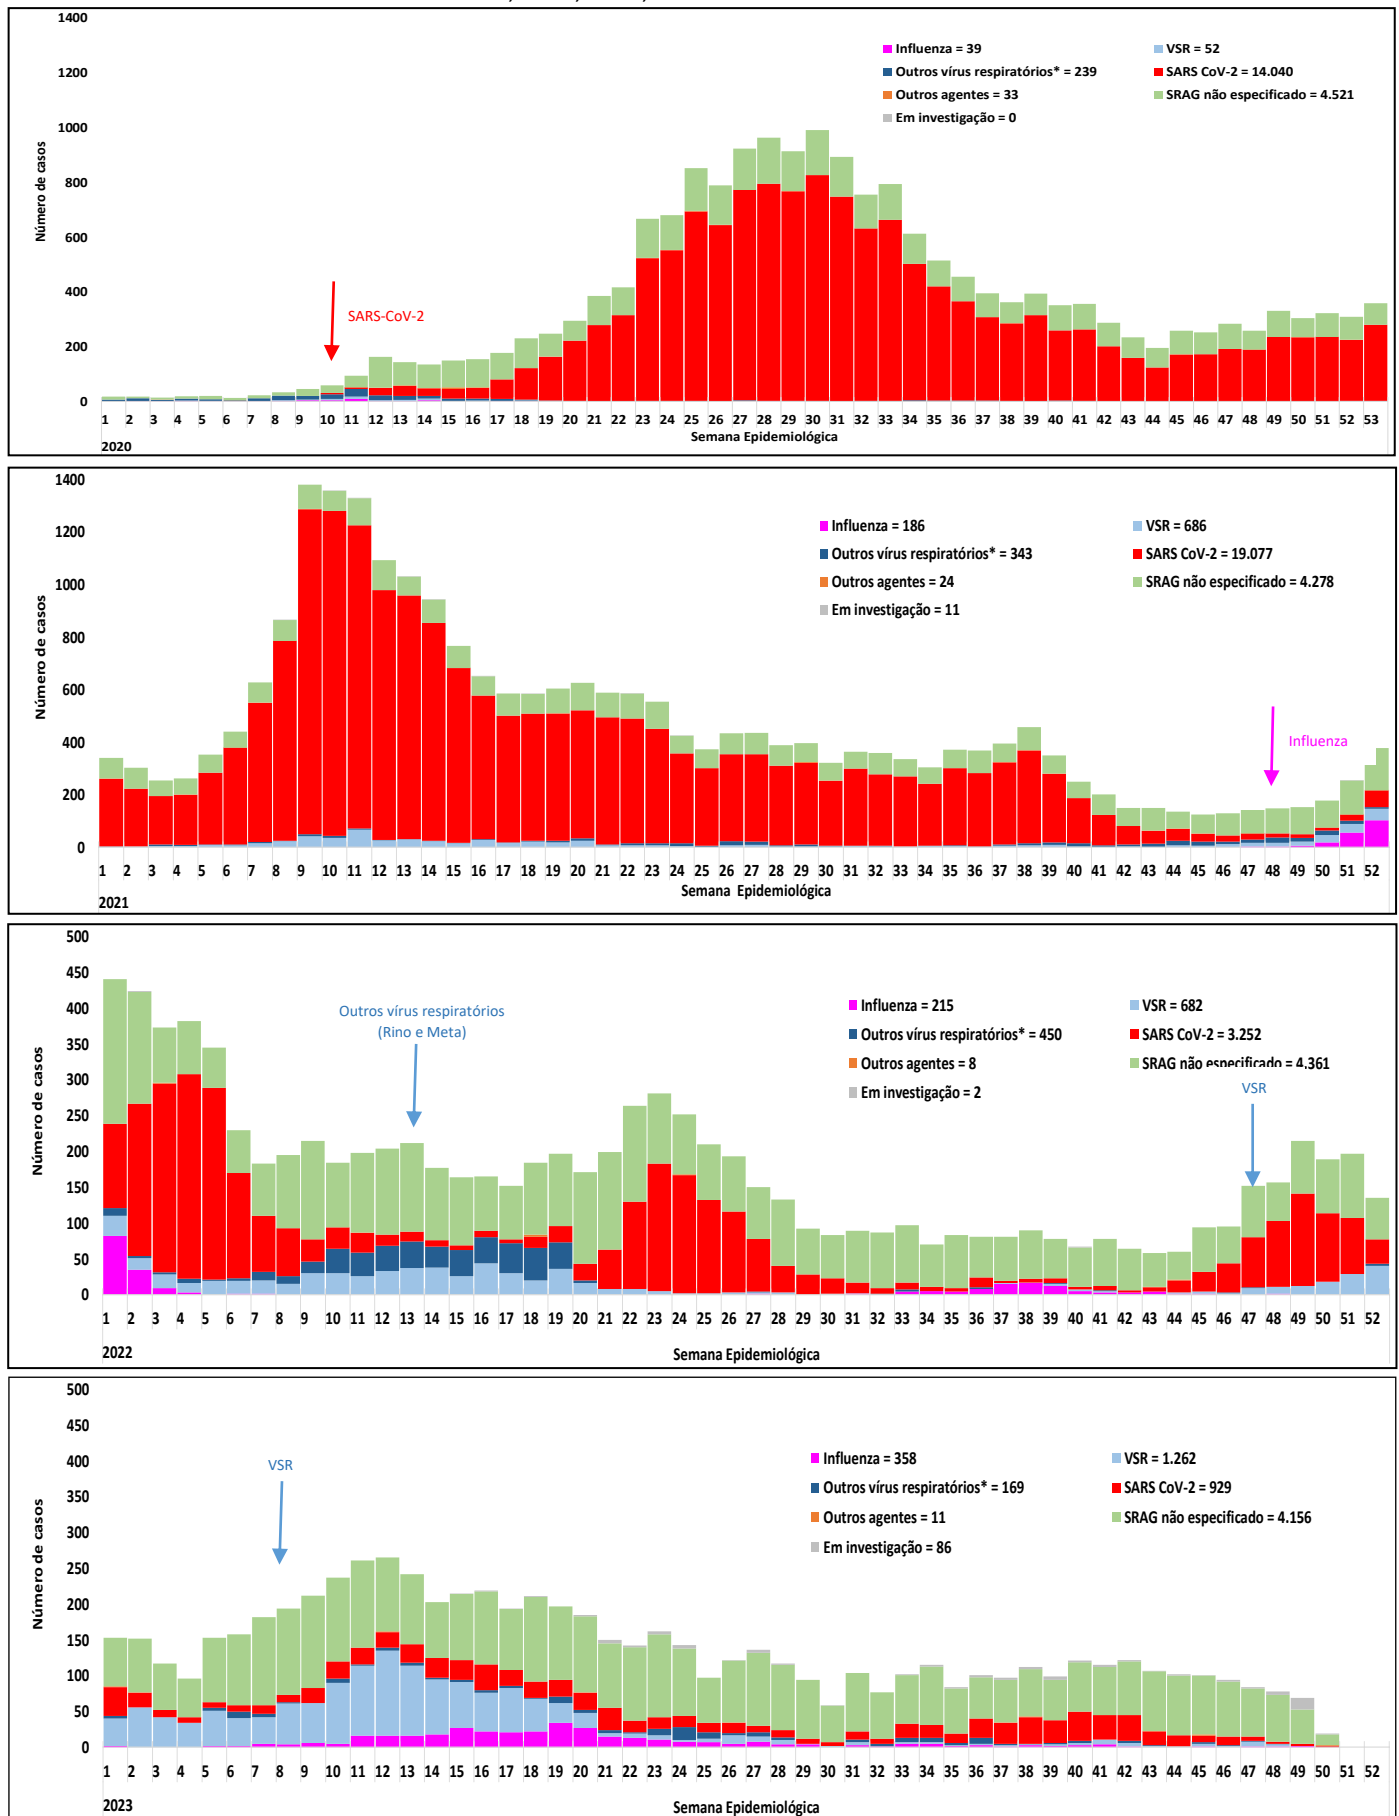 1400
1200
1000
800
600
400
200
0
Número de casos
Influenza = 39
VSR = 52
Outros vírus respiratórios* = 239
SARS CoV-2 = 14.040
Outros agentes = 33
SRAG não especificado = 4.521
Em investigação = 0
SARS-CoV-2
1 2 3 4 5 6 7 8 9 10 11 12 13 14 15 16 17 18 19 20 21 22 23 24 25 26 27 28 29 30 31 32 33 34 35 36 37 38 39 40 41 42 43 44 45 46 47 48 49 50 51 52 53
Semana Epidemiológica
2020
1400
1200
1000
800
600
400
200
0
Número de casos
Influenza = 186
VSR = 686
Outros vírus respiratórios* = 343
SARS CoV-2 = 19.077
Outros agentes = 24
SRAG não especificado = 4.278
Em investigação = 11
Influenza
1 2 3 4 5 6 7 8 9 10 11 12 13 14 15 16 17 18 19 20 21 22 23 24 25 26 27 28 29 30 31 32 33 34 35 36 37 38 39 40 41 42 43 44 45 46 47 48 49 50 51 52
Semana Epidemiológica
2021
500
450
400
350
300
250
200
150
100
50
0
Número de casos
Outros vírus respiratórios
(Rino e Meta)
Influenza = 215
VSR = 682
Outros vírus respiratórios* = 450
SARS CoV-2 = 3.252
Outros agentes = 8
SRAG não especificado = 4.361
Em investigação = 2
VSR
1 2 3 4 5 6 7 8 9 10 11 12 13 14 15 16 17 18 19 20 21 22 23 24 25 26 27 28 29 30 31 32 33 34 35 36 37 38 39 40 41 42 43 44 45 46 47 48 49 50 51 52
2022
Semana Epidemiológica
500
450
400
350
300
250
200
150
100
50
0
Número de casos
VSR
Influenza = 358
VSR = 1.262
Outros vírus respiratórios* = 169
SARS CoV-2 = 929
Outros agentes = 11
SRAG não especificado = 4.156
Em investigação = 86
1 2 3 4 5 6 7 8 9 10 11 12 13 14 15 16 17 18 19 20 21 22 23 24 25 26 27 28 29 30 31 32 33 34 35 36 37 38 39 40 41 42 43 44 45 46 47 48 49 50 51 52
2023
Semana Epidemiológica